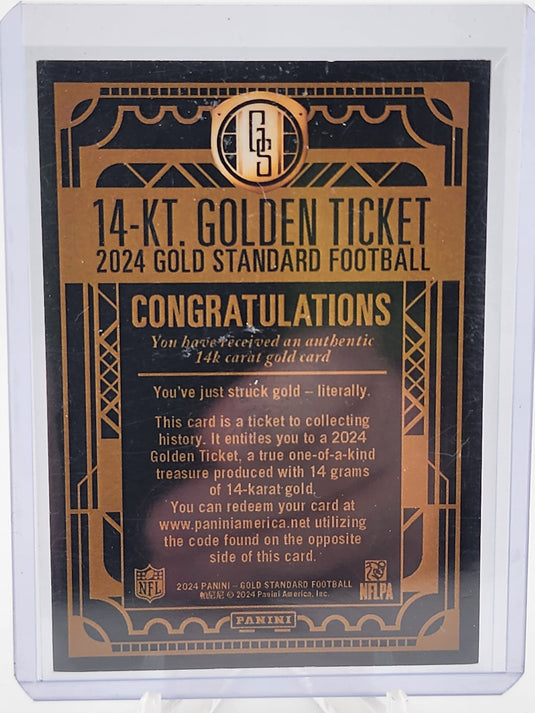 GS
14-KT. GOLDEN TICKET
2024 GOLD STANDARD FOOTBALL
CONGRATULATIONS
You have received an authentic
14k carat gold card
You've just struck gold – literally.
This card is a ticket to collecting
history. It entitles you to a 2024
Golden Ticket, a true one-of-a-kind
treasure produced with 14 grams
of 14-karat gold.
You can redeem your card at
www.paniniamerica.net utilizing
the code found on the opposite
side of this card.
2024 PANINI – GOLD STANDARD FOOTBALL
帕尼尼 © 2024 Panini America, Inc.
NFL
NFLPA
PANINI